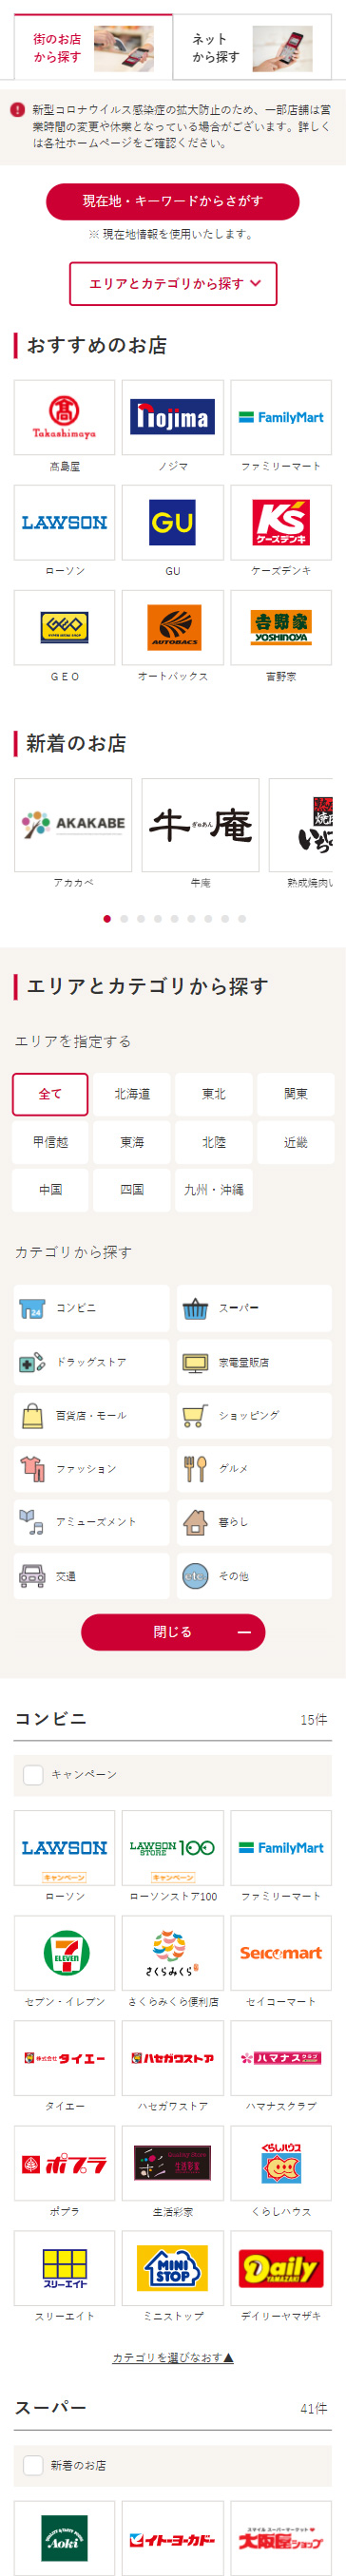 街のお店
から探す
ネット
から探す
新型コロナウイルス感染症の拡大防止のため、一部店舗は営
業時間の変更や休業となっている場合がございます。詳しく
は各社ホームページをご確認ください。
現在地・キーワードからさがす
※ 現在地情報を使用いたします。
エリアとカテゴリから探す
おすすめのお店
髙
Takashimaya
Nojima
FamilyMart
髙島屋
ノジマ
ファミリーマート
LAWSON
GU
K's
ケーズデンキ
ローソン
GU
ケーズデンキ
GEO
AUTOBACS
吉野家
YOSHINOYA
ＧＥＯ
オートバックス
吉野家
新着のお店
AKAKABE
牛庵
ぎゅあん
熟成
焼肉
いち
アカカベ
牛庵
熟成焼肉い
エリアとカテゴリから探す
エリアを指定する
全て
北海道
東北
関東
甲信越
東海
北陸
近畿
中国
四国
九州・沖縄
カテゴリから探す
24
コンビニ
スーパー
ドラッグストア
家電量販店
百貨店・モール
ショッピング
ファッション
グルメ
アミューズメント
暮らし
交通
etc
その他
閉じる
コンビニ
15件
キャンペーン
LAWSON
LAWSON STORE 100
FamilyMart
キャンペーン
キャンペーン
ローソン
ローソンストア100
ファミリーマート
7 ELEVEN
さくらみくら
Seicomart
セブン‐イレブン
さくらみくら便利店
セイコーマート
株式会社タイエー
ハセガワストア
ハマナスクラブ
タイエー
ハセガワストア
ハマナスクラブ
ポプラ
生活彩家
くらしハウス
ポプラ
生活彩家
くらしハウス
スリーエイト
MINI STOP
Daily YAMAZAKI
スリーエイト
ミニストップ
デイリーヤマザキ
カテゴリを選びなおす▲
スーパー
41件
新着のお店
Aoki
イトーヨーカドー
スマイル スーパーマーケット
大阪屋ショップ